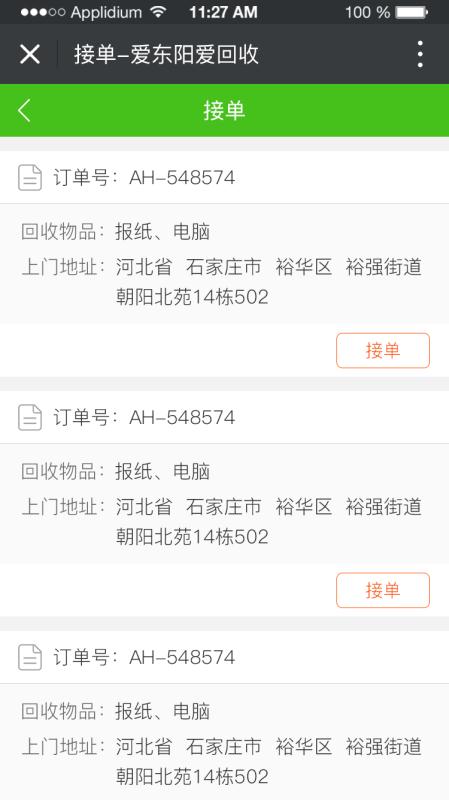 Applidium 11:27 AM 100 %
接单-爱东阳爱回收
接单
订单号：AH-548574
回收物品：报纸、电脑
上门地址：河北省 石家庄市 裕华区 裕强街道
朝阳北苑14栋502
接单
订单号：AH-548574
回收物品：报纸、电脑
上门地址：河北省 石家庄市 裕华区 裕强街道
朝阳北苑14栋502
接单
订单号：AH-548574
回收物品：报纸、电脑
上门地址：河北省 石家庄市 裕华区 裕强街道
朝阳北苑14栋502